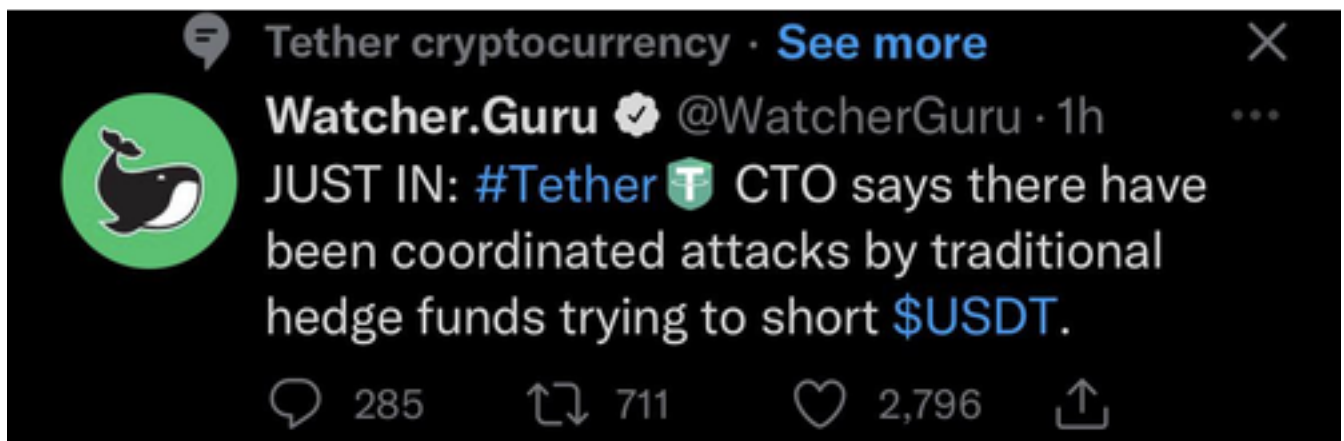 Tether cryptocurrency · See more
Watcher.Guru @WatcherGuru · 1h
JUST IN: #Tether CTO says there have
been coordinated attacks by traditional
hedge funds trying to short $USDT.
285 711 2,796